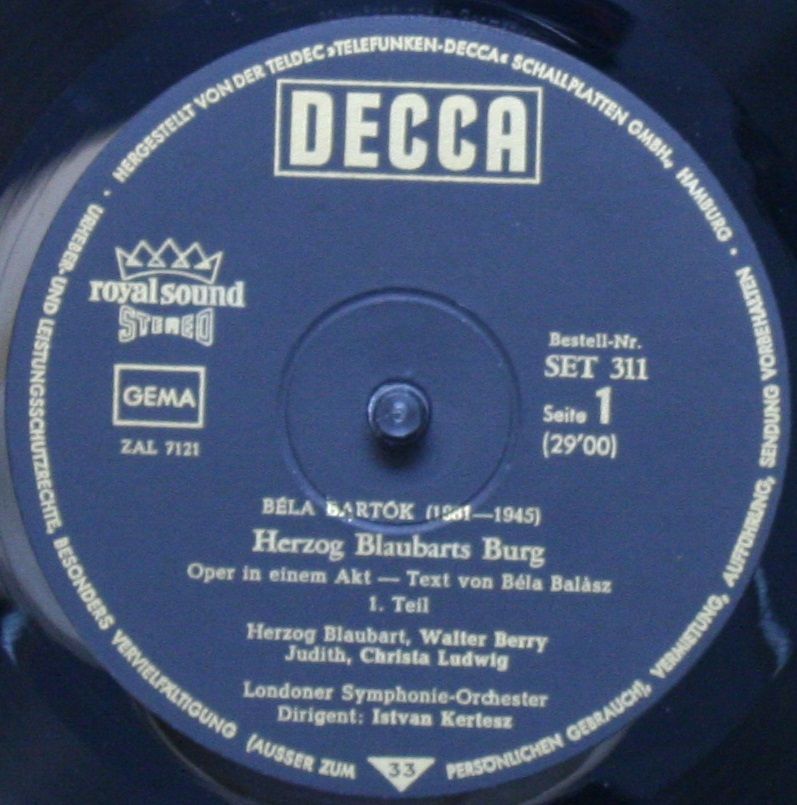 HERGESTELLT VON DER TELDEC »TELEFUNKEN-DECCA« SCHALLPLATTEN GMBH., HAMBURG •
DECCA
royal sound
STEREO
GEMA
ZAL 7121
Bestell-Nr.
SET 311
Seite 1
(29'00)
BÉLA BARTÓK (1881—1945)
Herzog Blaubarts Burg
Oper in einem Akt — Text von Béla Balàsz
1. Teil
Herzog Blaubart, Walter Berry
Judith, Christa Ludwig
Londoner Symphonie-Orchester
Dirigent: Istvan Kertesz
33
URHEBER- UND LEISTUNGSSCHUTZRECHTE, BESONDERS VERVIELFÄLTIGUNG (AUSSER ZUM PERSÖNLICHEN GEBRAUCH), VERMIETUNG, AUFFÜHRUNG, SENDUNG VORBEHALTEN •